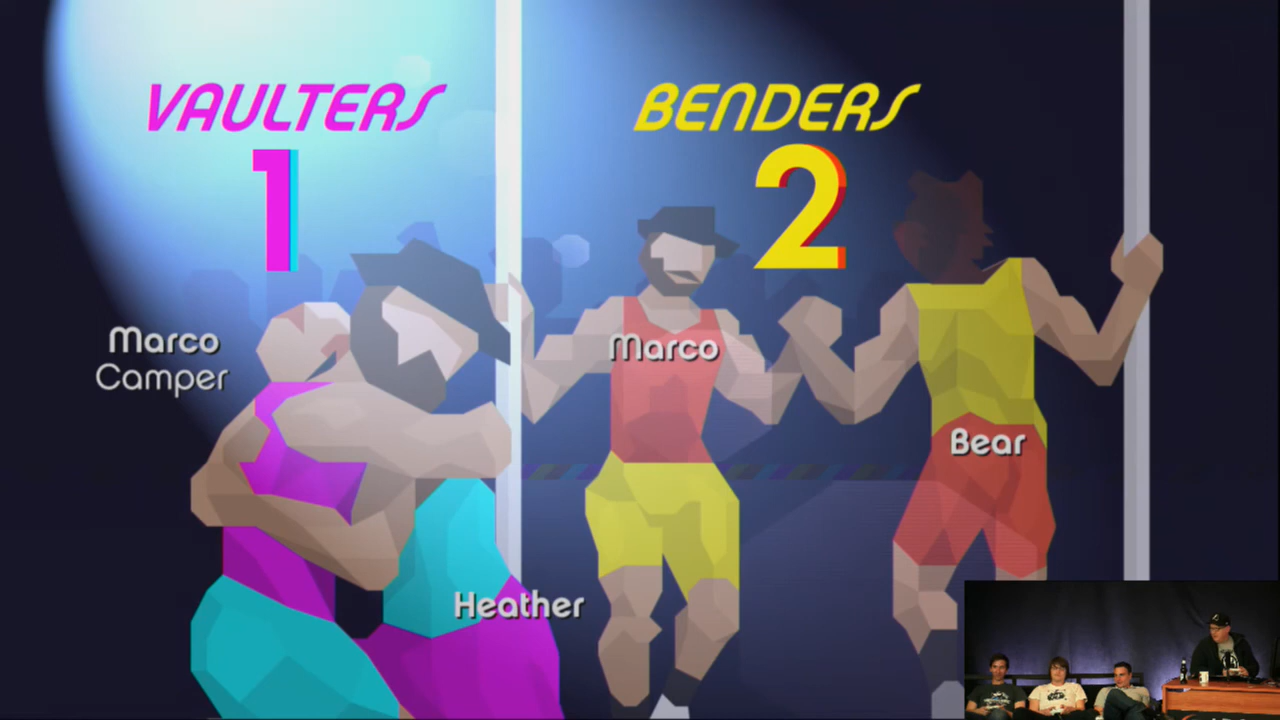 VAULTERS
1
BENDERS
2
Marco
Camper
Marco
Bear
Heather